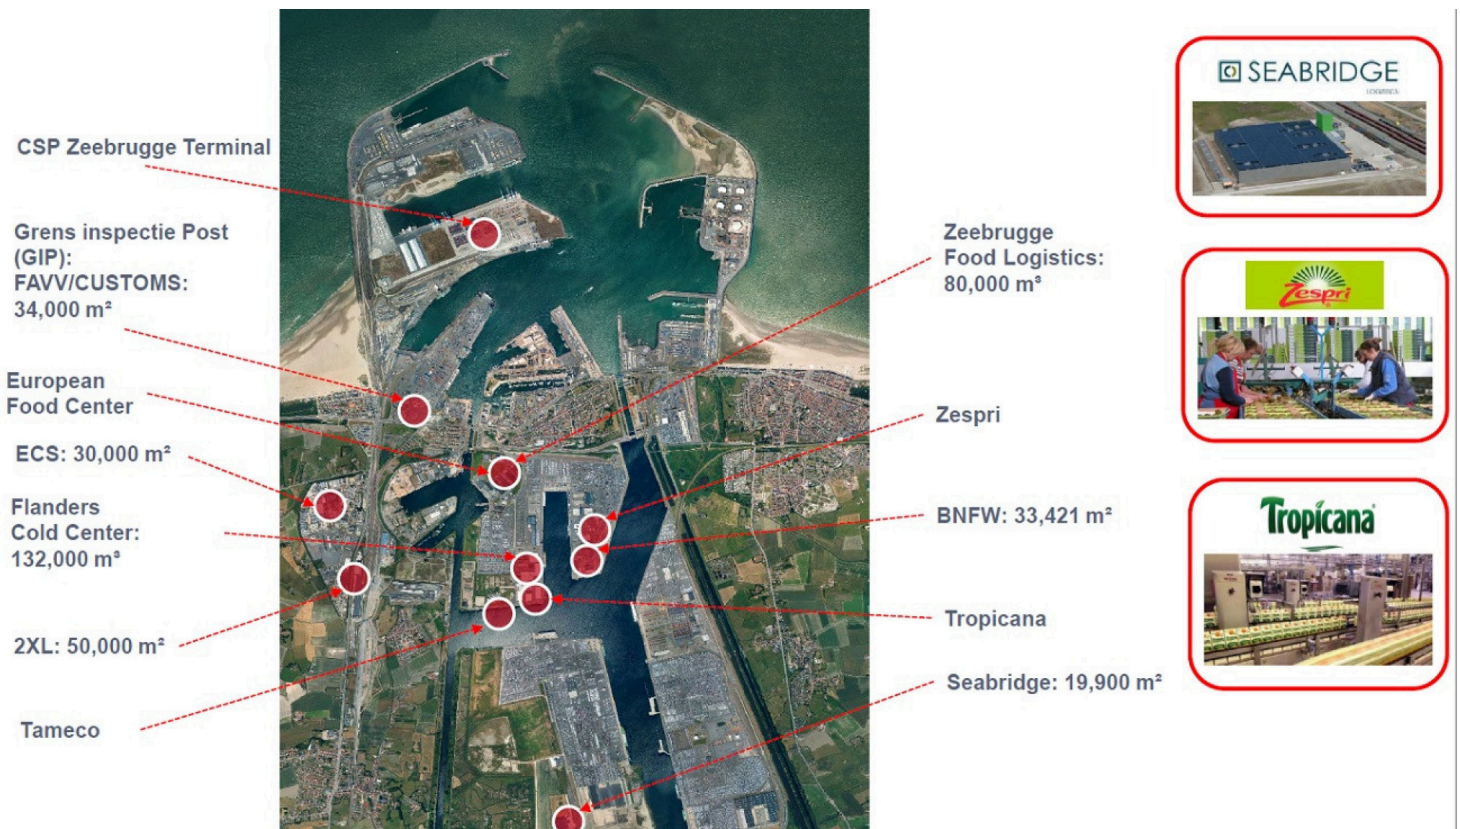 CSP Zeebrugge Terminal
Grens inspectie Post
(GIP):
FAVV/CUSTOMS:
34,000 m²
European
Food Center
ECS: 30,000 m²
Flanders
Cold Center:
132,000 m³
2XL: 50,000 m²
Tameco
Zeebrugge
Food Logistics:
80,000 m³
Zespri
BNFW: 33,421 m²
Tropicana
Seabridge: 19,900 m²
SEABRIDGE
LOGISTICS
Zespri
Tropicana